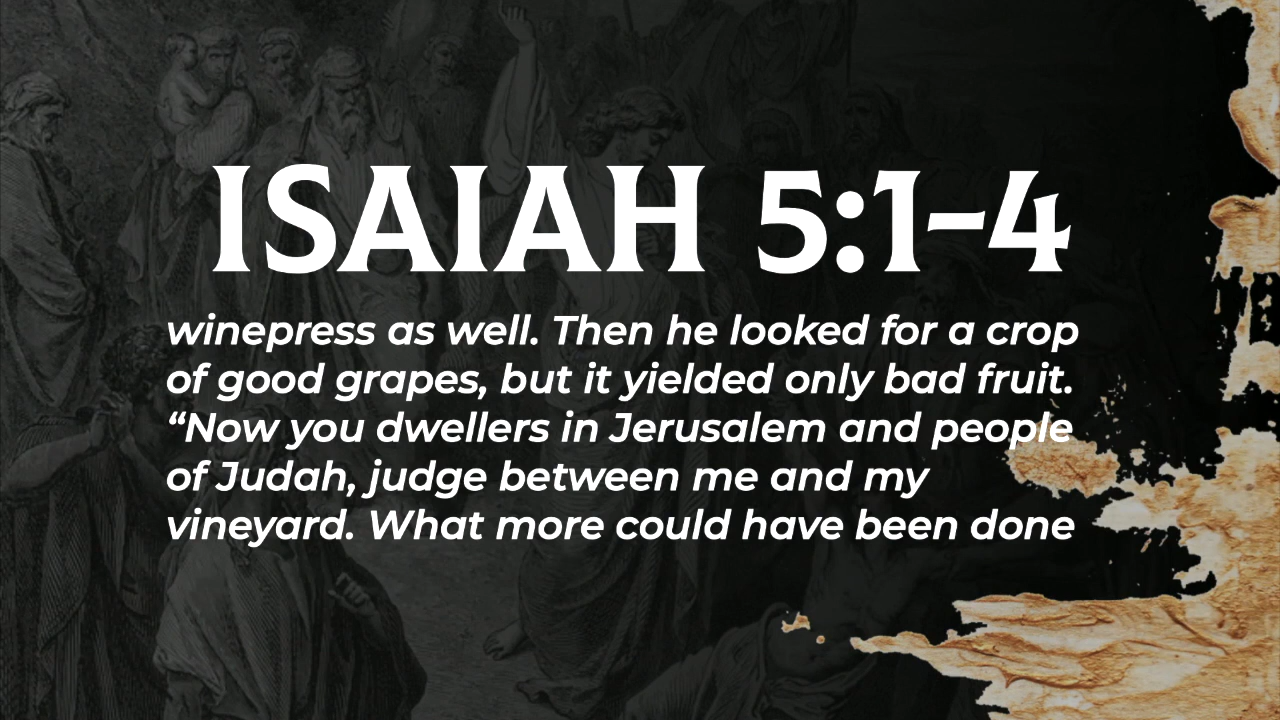 ISAIAH 5:1–4
winepress as well. Then he looked for a crop
of good grapes, but it yielded only bad fruit.
“Now you dwellers in Jerusalem and people
of Judah, judge between me and my
vineyard. What more could have been done